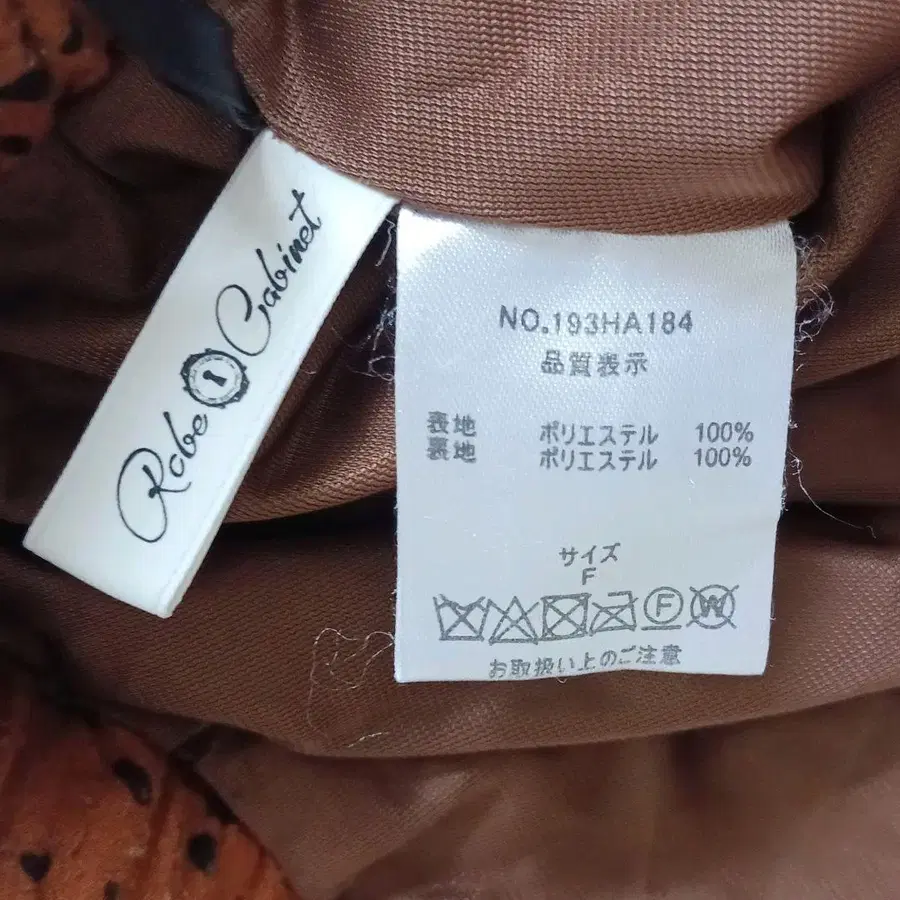 Robe Cabinet
NO.193HA184
品質表示
表地 ポリエステル 100%
裏地 ポリエステル 100%
サイズ
F
F W
お取扱い上のご注意